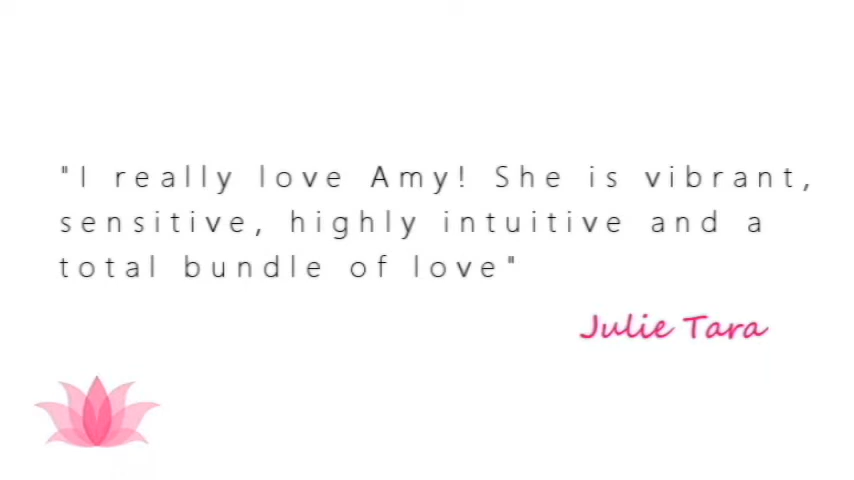 "I really love Amy! She is vibrant,
sensitive, highly intuitive and a
total bundle of love"
Julie Tara